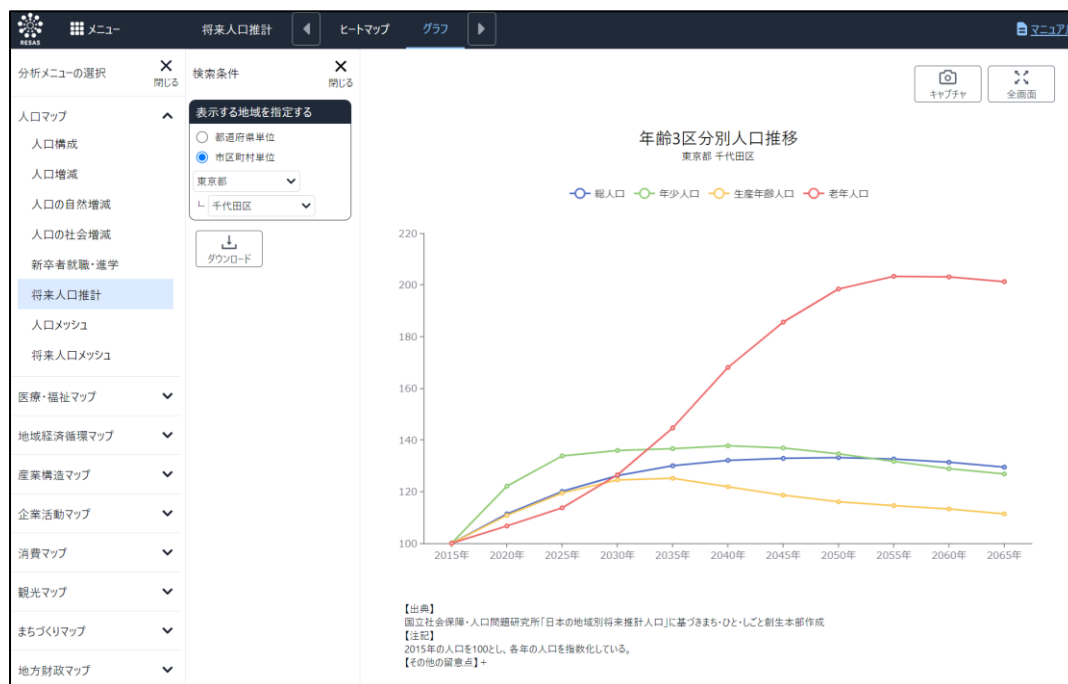 RESAS
メニュー
将来人口推計
ヒートマップ
グラフ
マニュアル
分析メニューの選択
閉じる
人口マップ
人口構成
人口増減
人口の自然増減
人口の社会増減
新卒者就職・進学
将来人口推計
人口メッシュ
将来人口メッシュ
医療・福祉マップ
地域経済循環マップ
産業構造マップ
企業活動マップ
消費マップ
観光マップ
まちづくりマップ
地方財政マップ
検索条件
閉じる
表示する地域を指定する
都道府県単位
市区町村単位
東京都
千代田区
ダウンロード
キャプチャ
全画面
年齢3区分別人口推移
東京都 千代田区
総人口 年少人口 生産年齢人口 老年人口
220
200
180
160
140
120
100
2015年 2020年 2025年 2030年 2035年 2040年 2045年 2050年 2055年 2060年 2065年
【出典】
国立社会保障・人口問題研究所「日本の地域別将来推計人口」に基づきまち・ひと・しごと創生本部作成
【注記】
2015年の人口を100とし、各年の人口を指数化している。
【その他の留意点】+